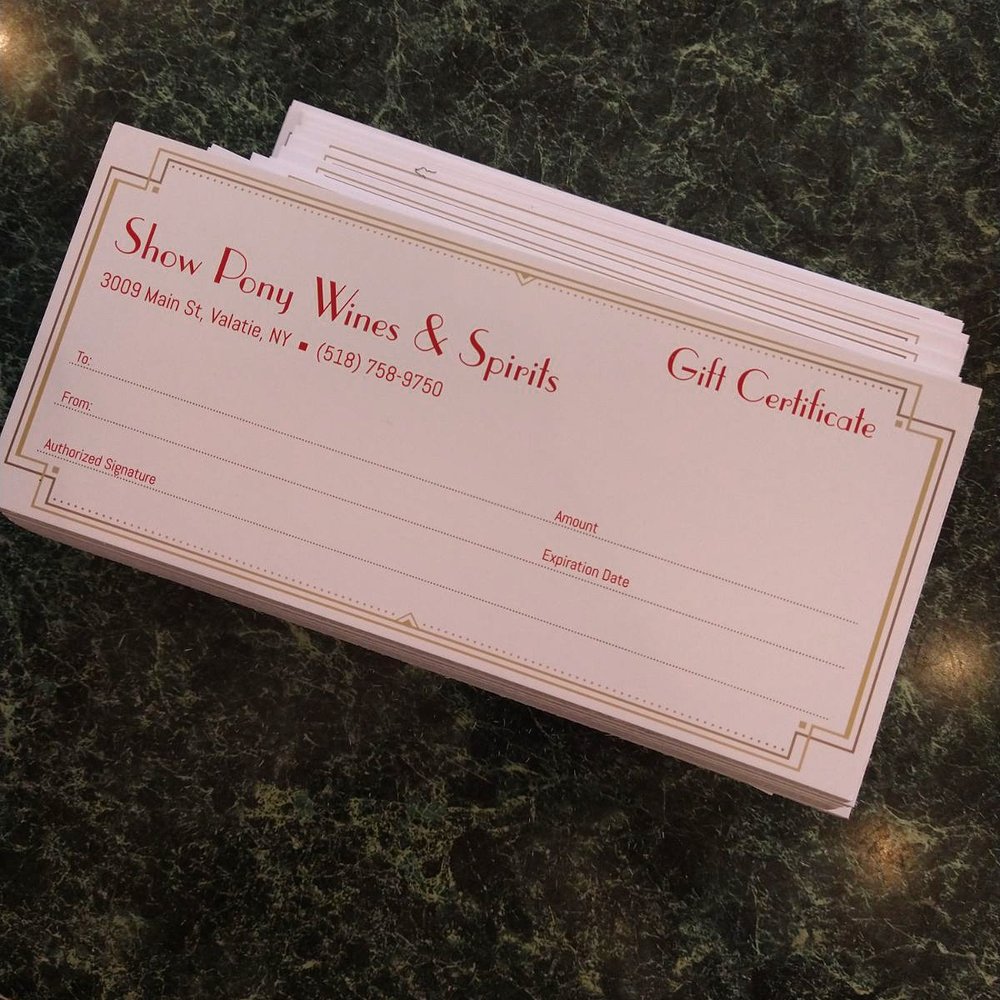 Show Pony Wines & Spirits
Gift Certificate
3009 Main St, Valatie, NY ▪ (518) 758-9750
To:
From:
Authorized Signature
Amount
Expiration Date